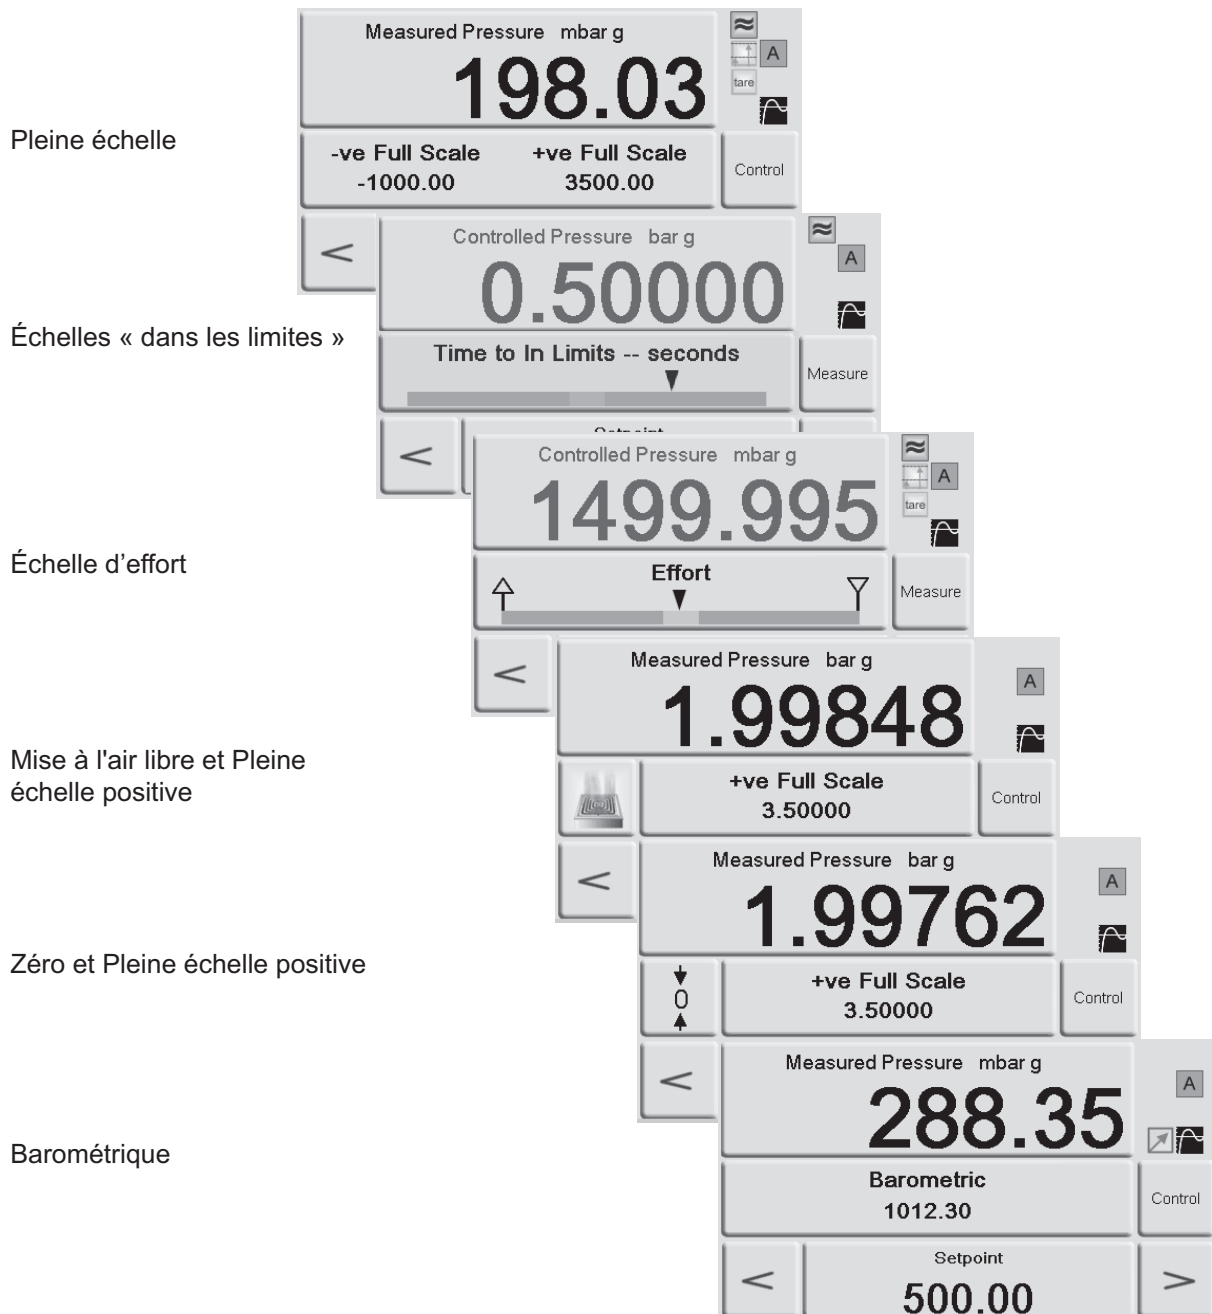 Measured Pressure mbar g
198.03
A
tare
Pleine échelle
-ve Full Scale +ve Full Scale
-1000.00 3500.00
Control
<
Controlled Pressure bar g
0.50000
A
Échelles « dans les limites »
Time to In Limits -- seconds
Measure
<
Setpoint
Controlled Pressure mbar g
1499.995
A
tare
Échelle d’effort
Effort
Measure
<
Measured Pressure bar g
1.99848
A
Mise à l'air libre et Pleine
échelle positive
+ve Full Scale
3.50000
Control
<
Measured Pressure bar g
1.99762
A
Zéro et Pleine échelle positive
0
+ve Full Scale
3.50000
Control
<
Measured Pressure mbar g
288.35
A
Barométrique
Barometric
1012.30
Control
<
Setpoint
500.00
>